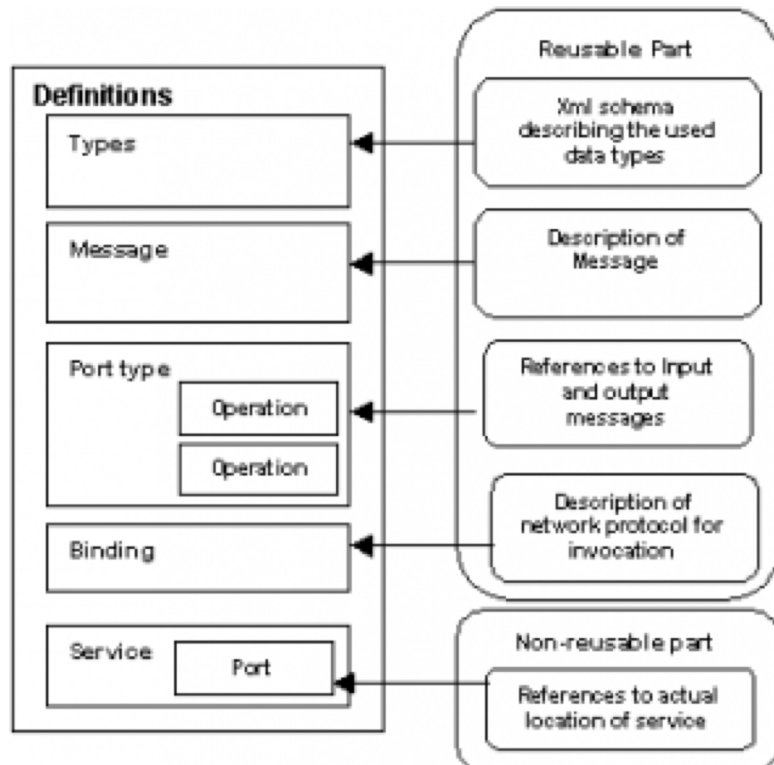 Definitions
Types
Message
Port type
Operation
Operation
Binding
Service
Port
Reusable Part
Xml schema
describing the used
data types
Description of
Message
References to Input
and output
messages
Description of
network protocol for
invocation
Non-reusable part
References to actual
location of service